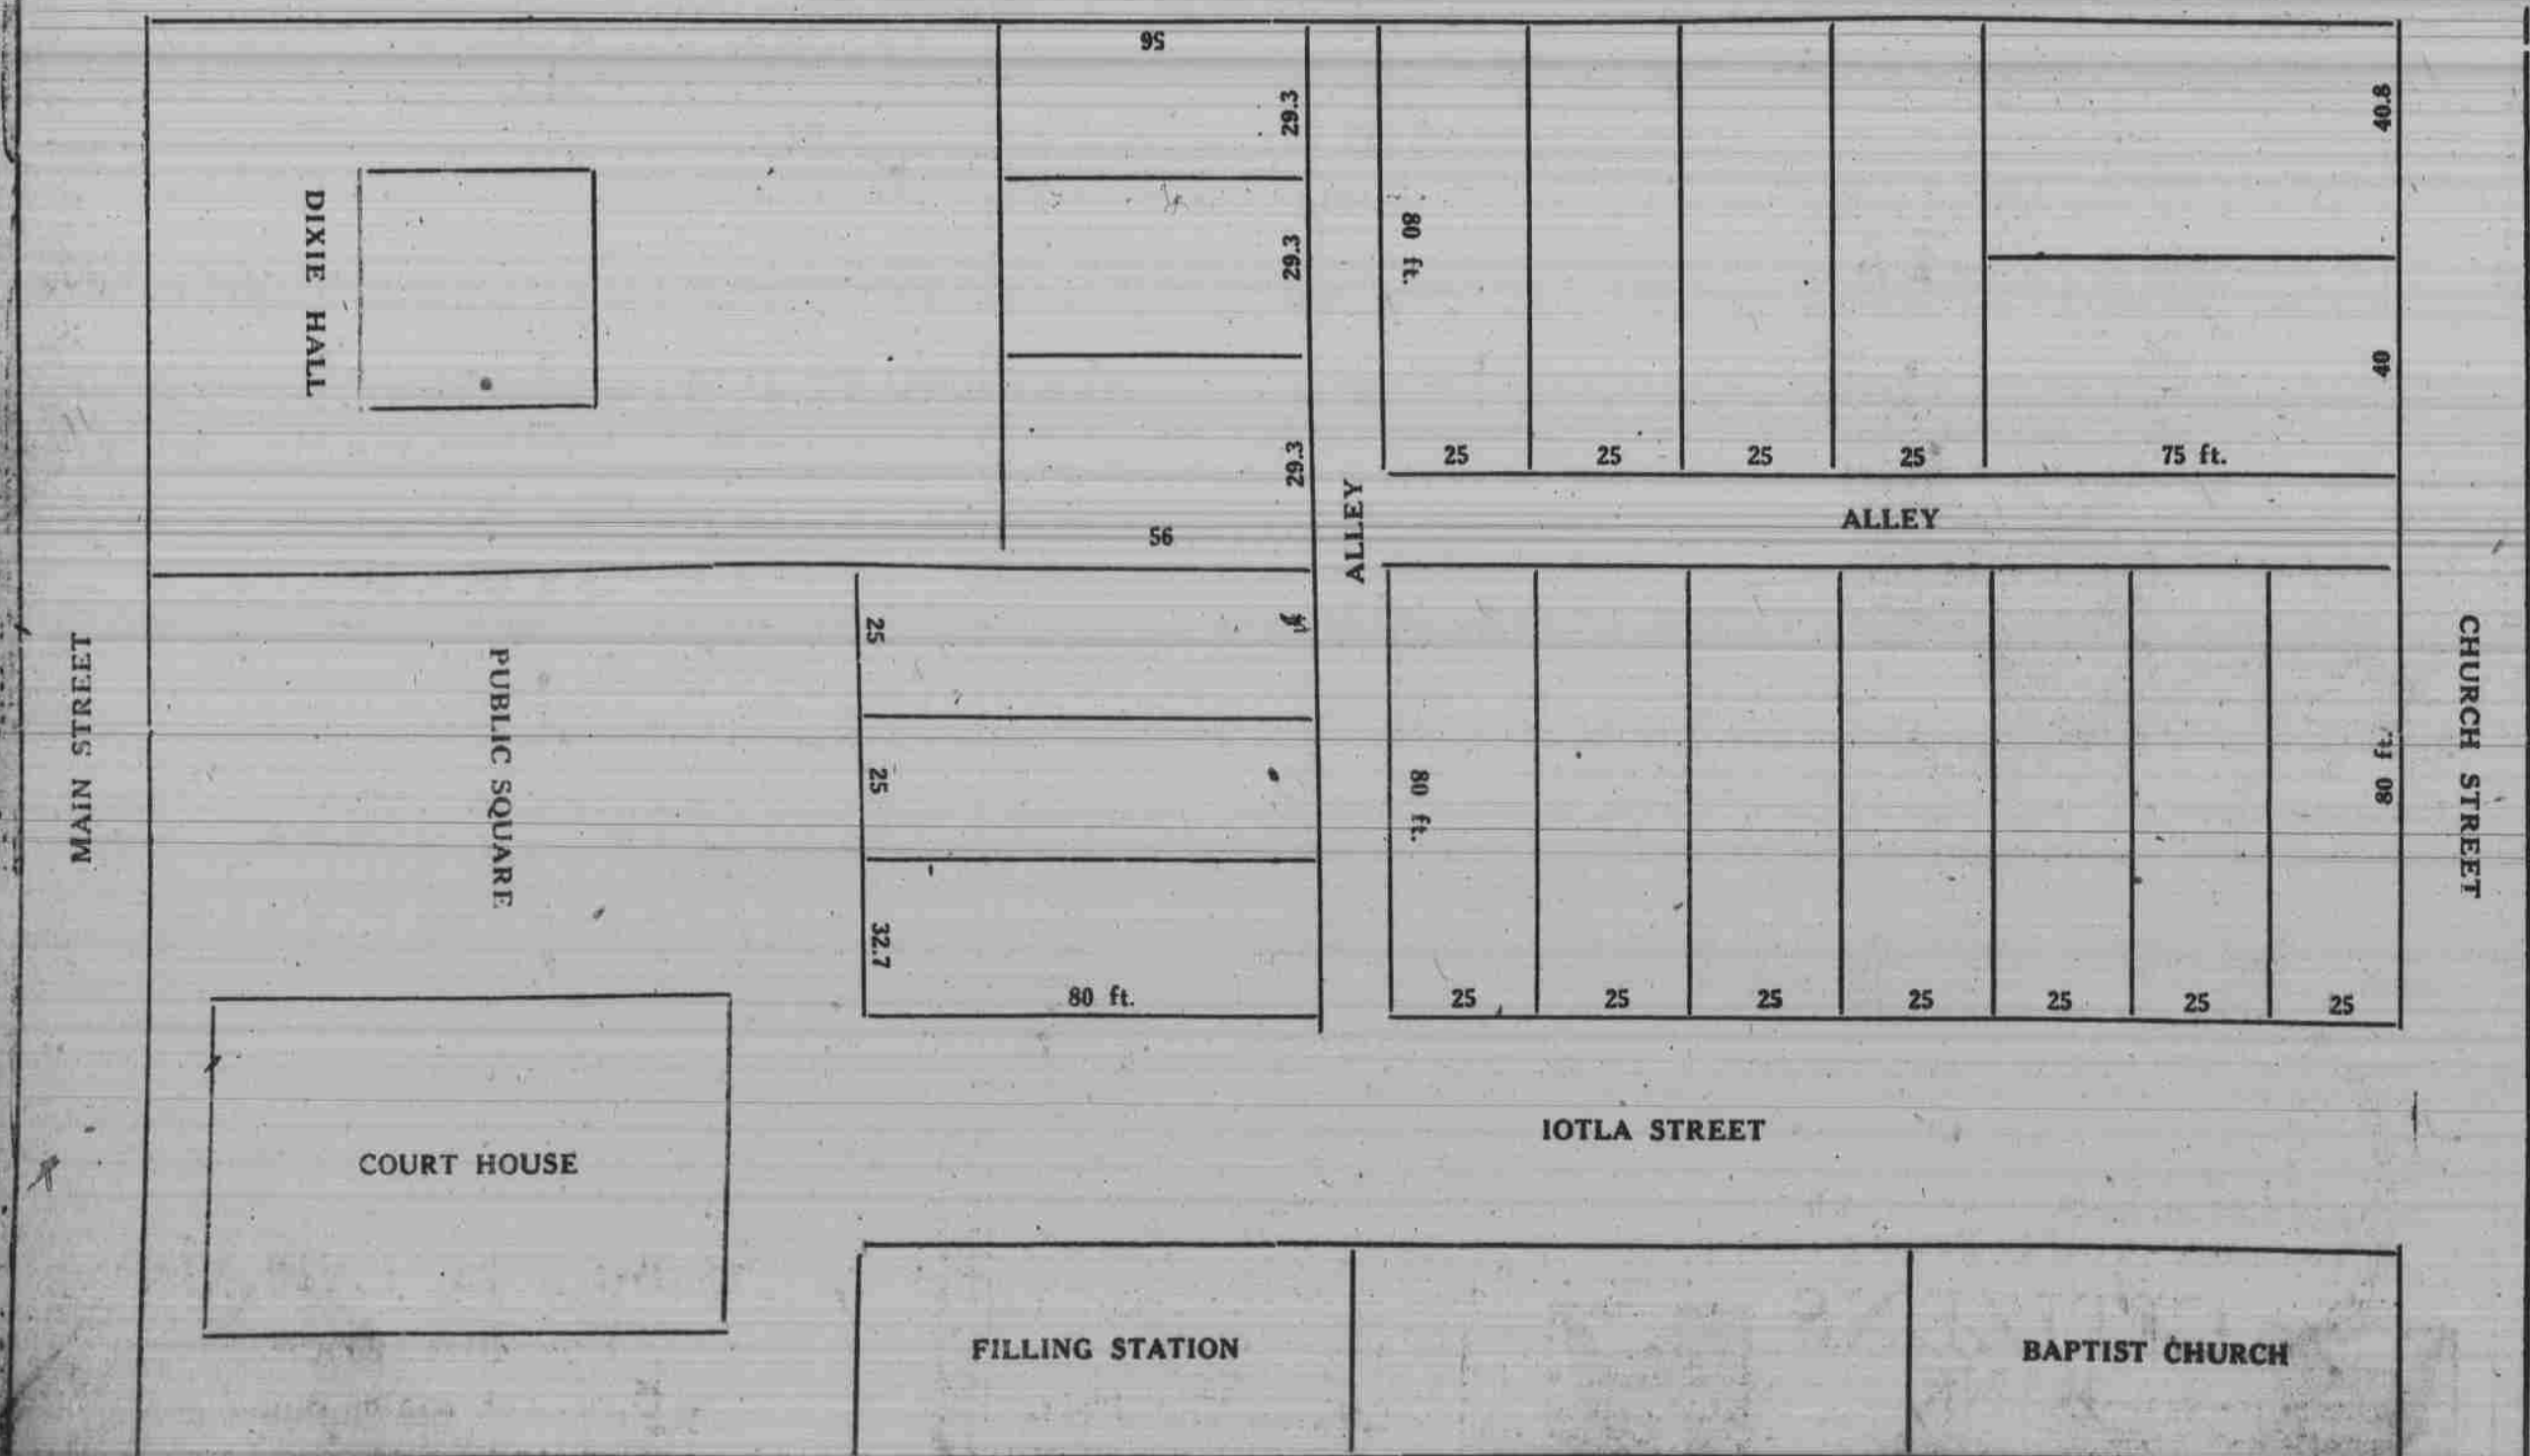 56
29.3
29.3
29.3
56
DIXIE HALL
80 ft.
25
25
25
25
75 ft.
40.8
40
ALLEY
ALLEY
MAIN STREET
PUBLIC SQUARE
25
25
32.7
80 ft.
80 ft.
25
25
25
25
25
25
25
80 ft.
CHURCH STREET
COURT HOUSE
IOTLA STREET
FILLING STATION
BAPTIST CHURCH